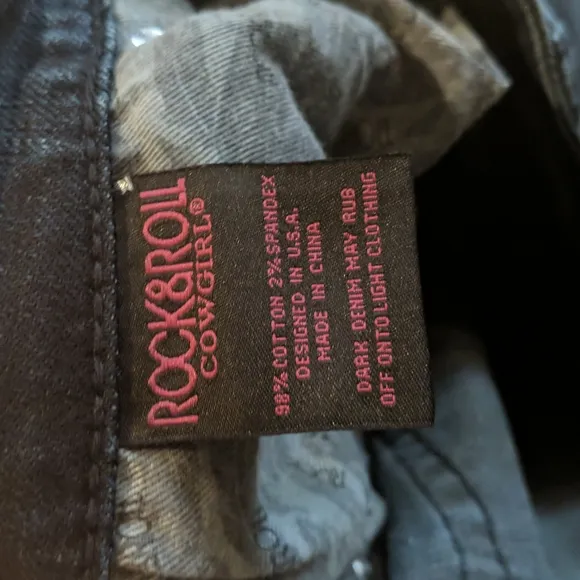 ROCK&ROLL
COWGIRL®
98% COTTON 2% SPANDEX
DESIGNED IN U.S.A.
MADE IN CHINA
DARK DENIM MAY RUB
OFF ONTO LIGHT CLOTHING